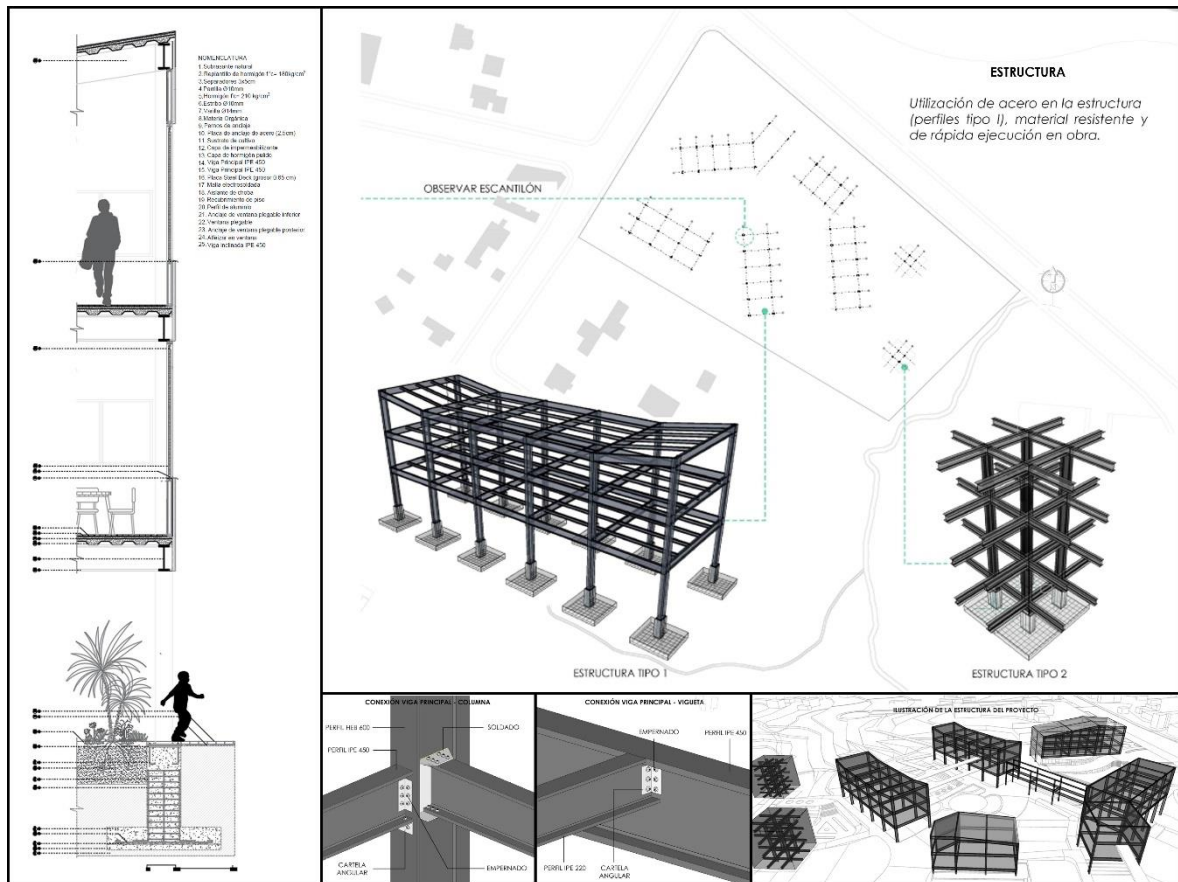 NOMENCLATURA
1. Subrasante natural
2. Replantillo de hormigón f'c= 180kg/cm²
3. Separadores 3x5cm
4. Parrilla Ø16mm
5. Hormigón f'c= 210 kg/cm²
6. Estribo Ø10mm
7. Varilla Ø14mm
8. Materia Orgánica
9. Pernos de anclaje
10. Placa de anclaje de acero (2.5cm)
11. Sustrato de cultivo
12. Capa de impermeabilizante
13. Capa de hormigón pulido
14. Viga Principal IPE 450
15. Viga Principal IPE 450
16. Placa Steel Deck (grosor 0.65 cm)
17. Malla electrosoldada
18. Aislante de
19. Recubrimiento de piso
20. Perfil de aluminio
21. Anclaje de ventana plegable inferior
22. Ventana plegable
23. Anclaje de ventana plegable posterior
24. Alfeizar en ventana
25. Viga inclinada IPE 450
ESTRUCTURA
Utilización de acero en la estructura
(perfiles tipo I), material resistente y
de rápida ejecución en obra.
OBSERVAR ESCANTILÓN
ESTRUCTURA TIPO 1
ESTRUCTURA TIPO 2
CONEXIÓN VIGA PRINCIPAL - COLUMNA
PERFIL HEB 600
SOLDADO
PERFIL IPE 450
CARTELA
ANGULAR
EMPERNADO
CONEXIÓN VIGA PRINCIPAL - VIGUETA
EMPERNADO
PERFIL IPE 450
PERFIL IPE 220
CARTELA
ANGULAR
ILUSTRACIÓN DE LA ESTRUCTURA DEL PROYECTO